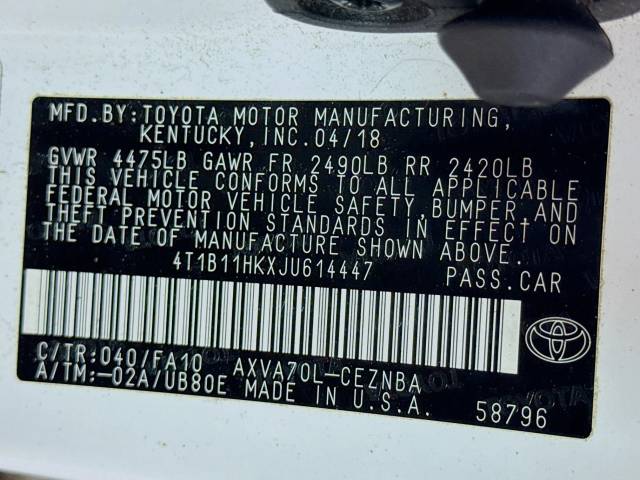 MFD.BY:TOYOTA MOTOR MANUFACTURING,
KENTUCKY,INC.04/18
GVWR 4475LB GAWR FR 2490LB RR 2420LB
THIS VEHICLE CONFORMS TO ALL APPLICABLE
FEDERAL MOTOR VEHICLE SAFETY,BUMPER,AND
THEFT PREVENTION STANDARDS IN EFFECT ON
THE DATE OF MANUFACTURE SHOWN ABOVE.
4T1B11HKXJU614447 PASS.CAR
C/TR:040/FA10 AXVA70L-CEZNBA
A/TM:-02A/UB80E MADE IN U.S.A.
58796